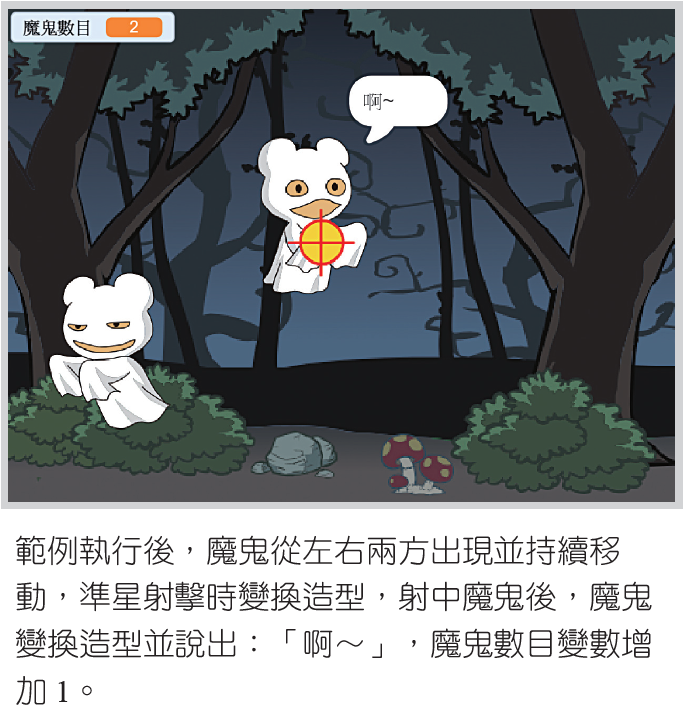 魔鬼數目 2
啊~
範例執行後，魔鬼從左右兩方出現並持續移
動，準星射擊時變換造型，射中魔鬼後，魔鬼
變換造型並說出：「啊～」，魔鬼數目變數增
加 1。